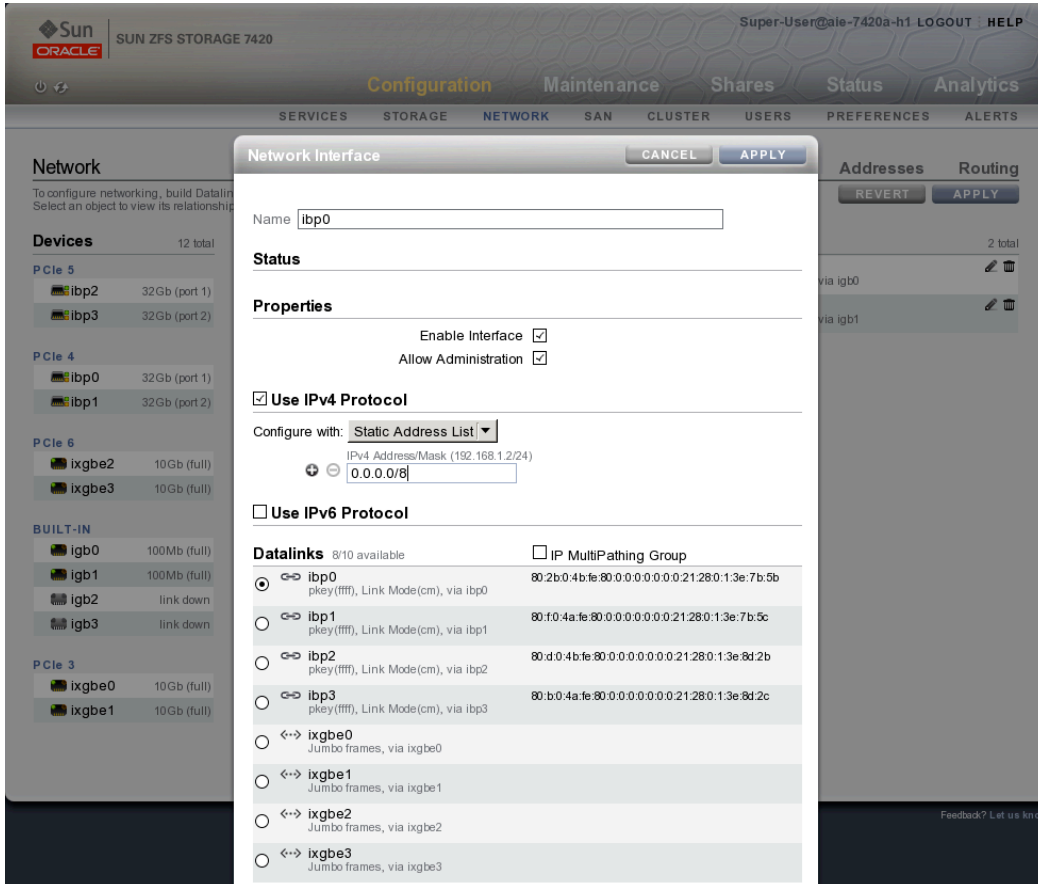 Super-User@aie-7420a-h1 LOGOUT HELP
Sun
ORACLE
SUN ZFS STORAGE 7420
Configuration Maintenance Shares Status Analytics
SERVICES STORAGE NETWORK SAN CLUSTER USERS PREFERENCES ALERTS
Network
To configure networking, build Datalin
Select an object to view its relationship
Addresses Routing
REVERT APPLY
Devices 12 total
PCIe 5
ibp2 32Gb (port 1)
ibp3 32Gb (port 2)
PCIe 4
ibp0 32Gb (port 1)
ibp1 32Gb (port 2)
PCIe 6
ixgbe2 10Gb (full)
ixgbe3 10Gb (full)
BUILT-IN
igb0 100Mb (full)
igb1 100Mb (full)
igb2 link down
igb3 link down
PCIe 3
ixgbe0 10Gb (full)
ixgbe1 10Gb (full)
Network Interface CANCEL APPLY
Name ibp0
Status
Properties
Enable Interface
Allow Administration
Use IPv4 Protocol
Configure with: Static Address List
IPv4 Address/Mask (192.168.1.2/24)
0.0.0.0/8
Use IPv6 Protocol
Datalinks 8/10 available IP MultiPathing Group
ibp0 80:2b:0:4b:fe:80:0:0:0:0:0:0:0:21:28:0:1:3e:7b:5b
pkey(ffff), Link Mode(cm), via ibp0
ibp1 80:f:0:4a:fe:80:0:0:0:0:0:0:0:21:28:0:1:3e:7b:5c
pkey(ffff), Link Mode(cm), via ibp1
ibp2 80:d:0:4b:fe:80:0:0:0:0:0:0:0:21:28:0:1:3e:8d:2b
pkey(ffff), Link Mode(cm), via ibp2
ibp3 80:b:0:4a:fe:80:0:0:0:0:0:0:0:21:28:0:1:3e:8d:2c
pkey(ffff), Link Mode(cm), via ibp3
ixgbe0
Jumbo frames, via ixgbe0
ixgbe1
Jumbo frames, via ixgbe1
ixgbe2
Jumbo frames, via ixgbe2
ixgbe3
Jumbo frames, via ixgbe3
2 total
via igb0
via igb1
Feedback? Let us kno